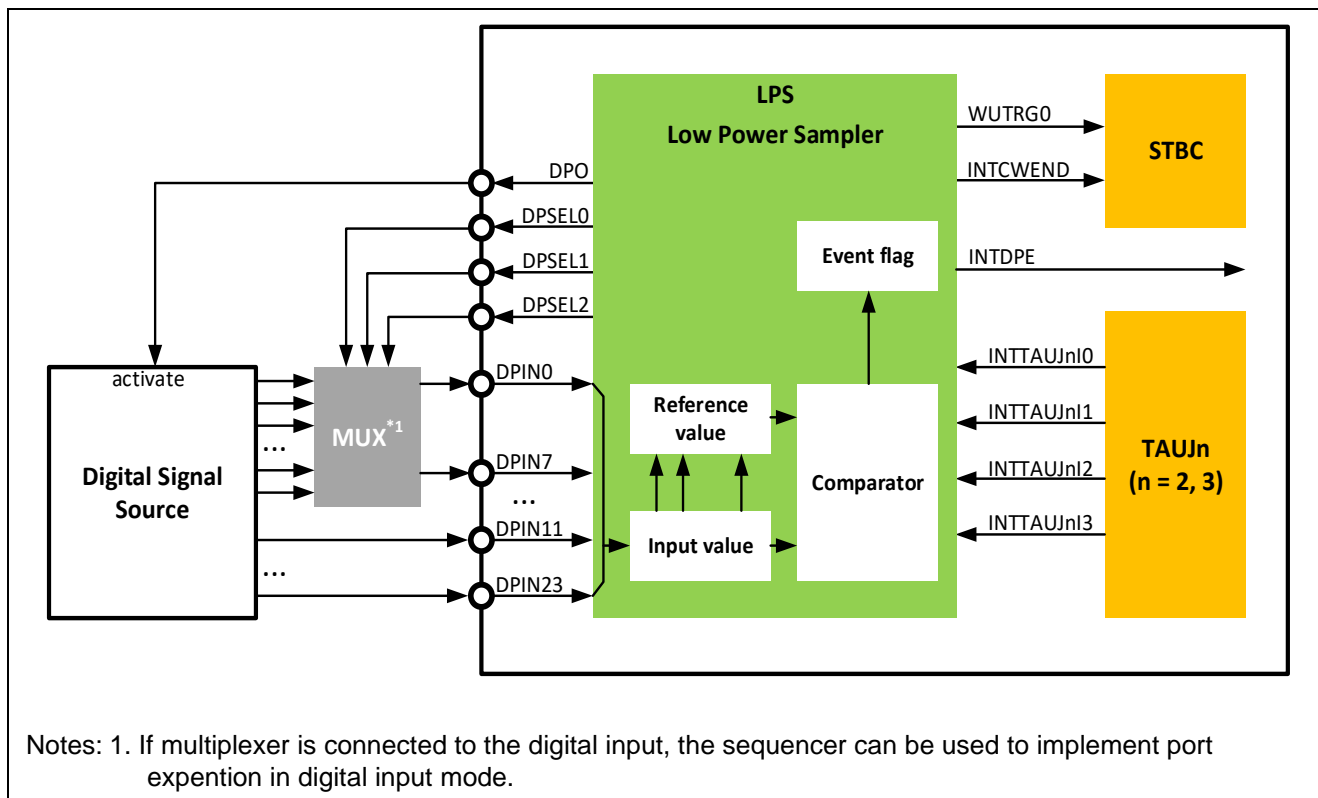 LPS
Low Power Sampler
WUTRG0
INTCWEND
STBC
DPO
DPSEL0
DPSEL1
DPSEL2
Event flag
INTDPE
activate
Digital Signal
Source
...
...
MUX*1
DPIN0
DPIN7
...
DPIN11
DPIN23
Reference
value
Input value
Comparator
INTTAUJnI0
INTTAUJnI1
INTTAUJnI2
INTTAUJnI3
TAUJn
(n = 2, 3)
Notes: 1. If multiplexer is connected to the digital input, the sequencer can be used to implement port
expention in digital input mode.